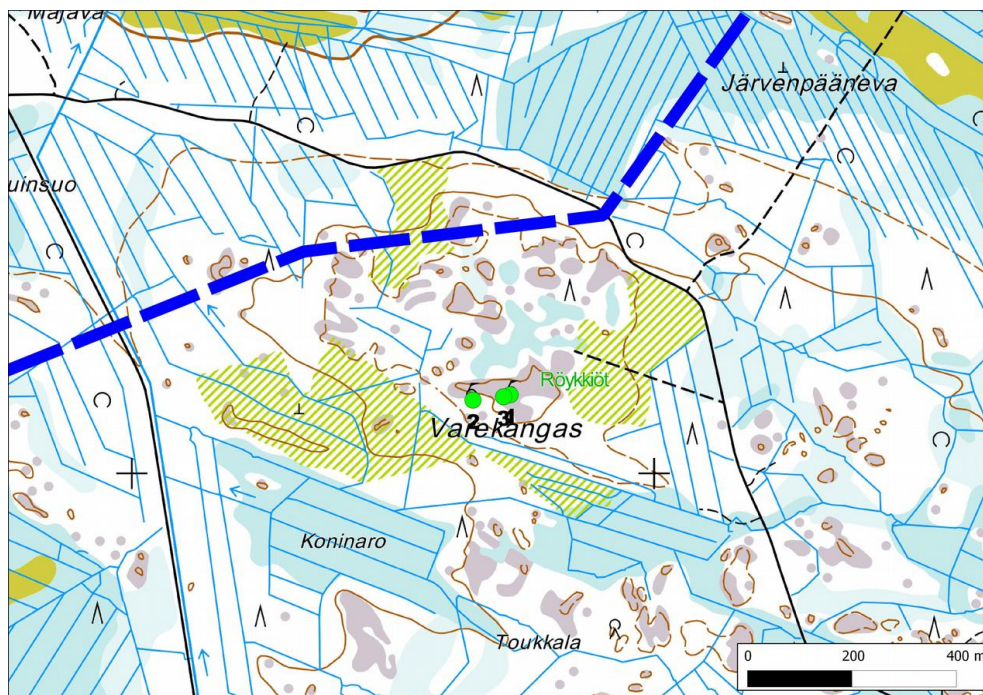 Majava
Järvenpääneva
uinsuo
Röykkiöt
2
3
4
Varekangas
Koninaro
Toukkala
0 200 400 m